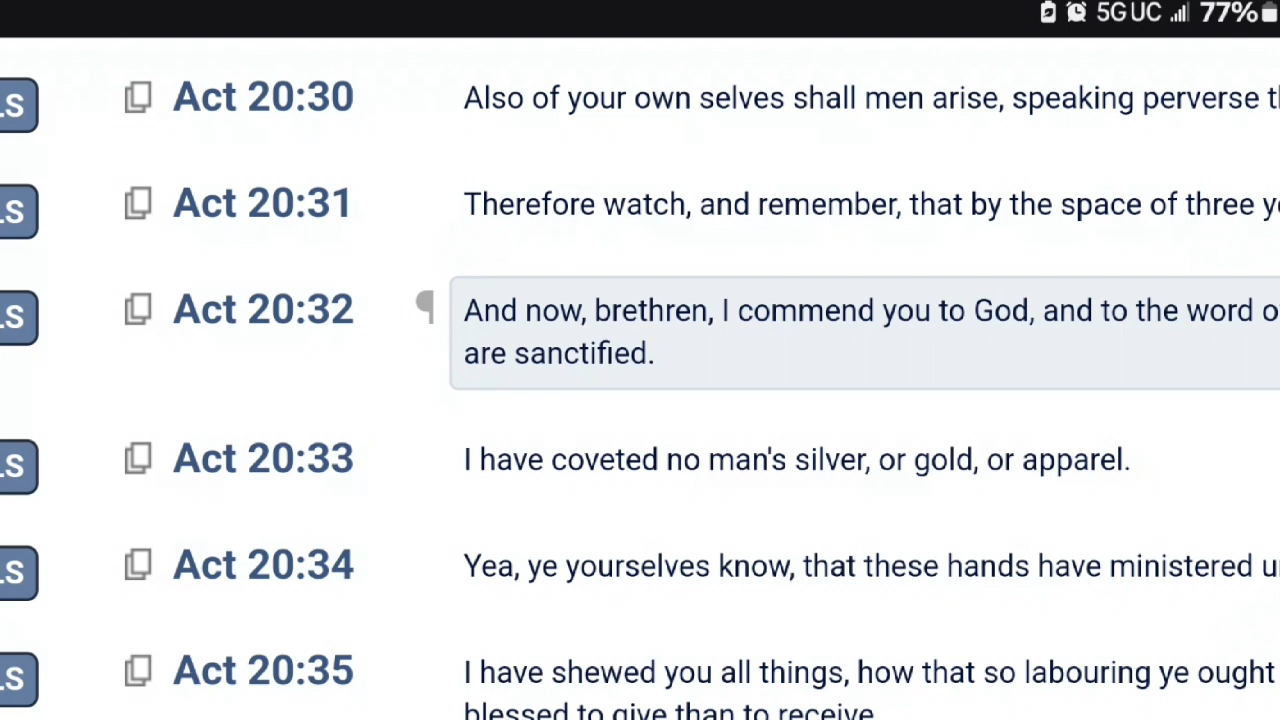 5G UC 77%
LS Act 20:30 Also of your own selves shall men arise, speaking perverse
LS Act 20:31 Therefore watch, and remember, that by the space of three
LS Act 20:32 ¶ And now, brethren, I commend you to God, and to the word
are sanctified.
LS Act 20:33 I have coveted no man's silver, or gold, or apparel.
LS Act 20:34 Yea, ye yourselves know, that these hands have ministered
LS Act 20:35 I have shewed you all things, how that so labouring ye ought
blessed to give than to receive